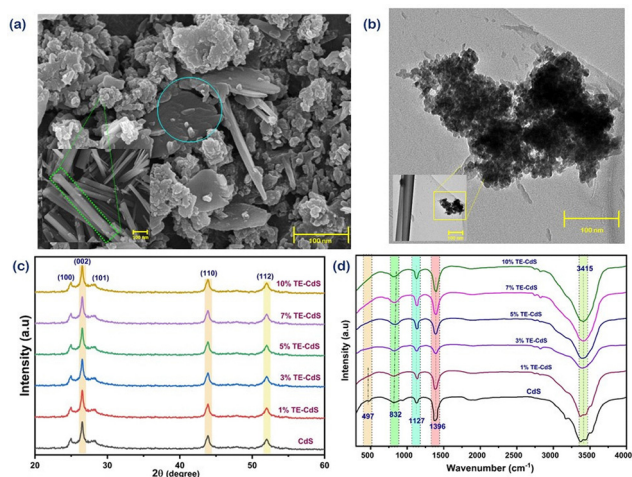 (a)
100 nm
100 nm
(b)
100 nm
(c)
(002)
(100)
(101)
(110)
(112)
10% TE-CdS
7% TE-CdS
5% TE-CdS
3% TE-CdS
1% TE-CdS
CdS
Intensity (a.u)
20
30
40
50
60
2θ (degree)
(d)
10% TE-CdS
3415
7% TE-CdS
5% TE-CdS
3% TE-CdS
1% TE-CdS
CdS
497
832
1127
1396
Intensity (a.u)
500
1000
1500
2000
2500
3000
3500
4000
Wavenumber (cm-1)